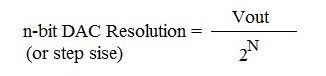 n-bit DAC Resolution = Vout
(or step sise) 2^N